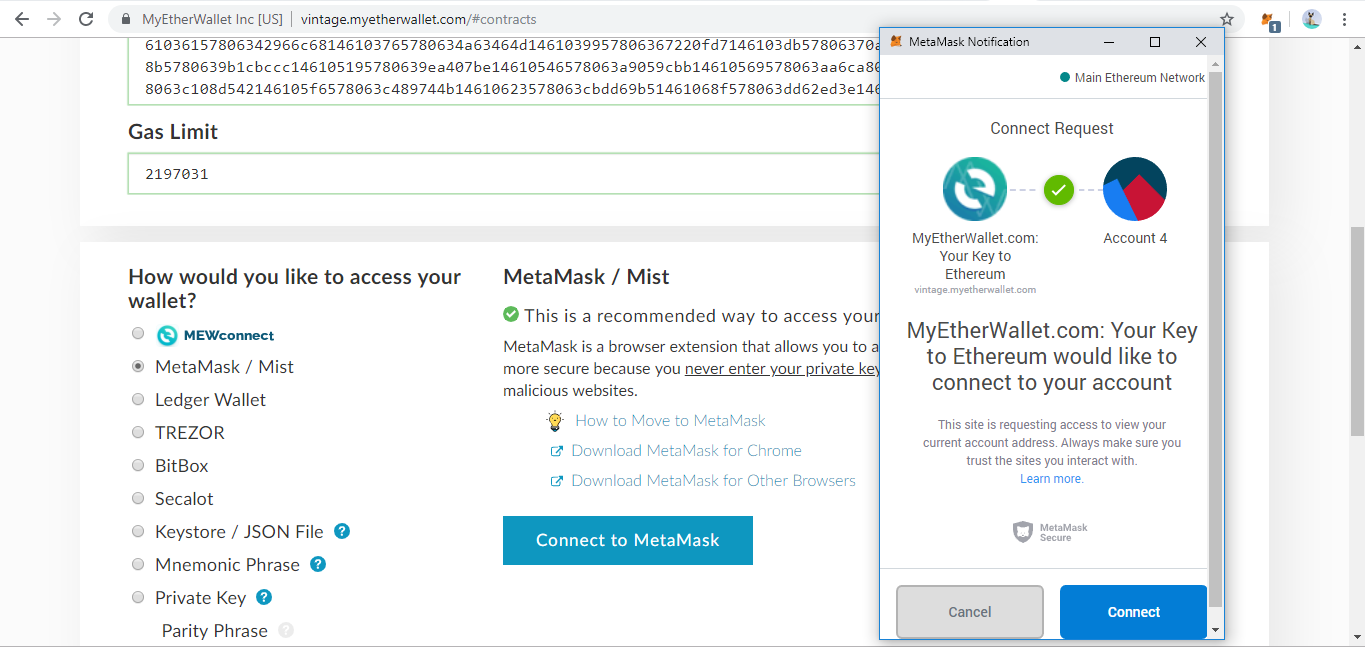 MyEtherWallet Inc [US] | vintage.myetherwallet.com/#contracts
1
61036157806342966c68146103765780634a63464d1461039957806367220fd7146103db57806370a
8b5780639b1cbccc146105195780639ea407be14610546578063a9059cbb14610569578063aa6ca80
8063c108d542146105f6578063c489744b14610623578063cbdd69b51461068f578063dd62ed3e146
Gas Limit
2197031
How would you like to access your
wallet?
MEWconnect
MetaMask / Mist
Ledger Wallet
TREZOR
BitBox
Secalot
Keystore / JSON File ?
Mnemonic Phrase ?
Private Key ?
Parity Phrase ?
MetaMask / Mist
This is a recommended way to access your
MetaMask is a browser extension that allows you to a
more secure because you never enter your private key
malicious websites.
How to Move to MetaMask
Download MetaMask for Chrome
Download MetaMask for Other Browsers
Connect to MetaMask
MetaMask Notification
Main Ethereum Network
Connect Request
MyEtherWallet.com:
Your Key to
Ethereum
vintage.myetherwallet.com
Account 4
MyEtherWallet.com: Your Key
to Ethereum would like to
connect to your account
This site is requesting access to view your
current account address. Always make sure you
trust the sites you interact with.
Learn more.
MetaMask
Secure
Cancel
Connect